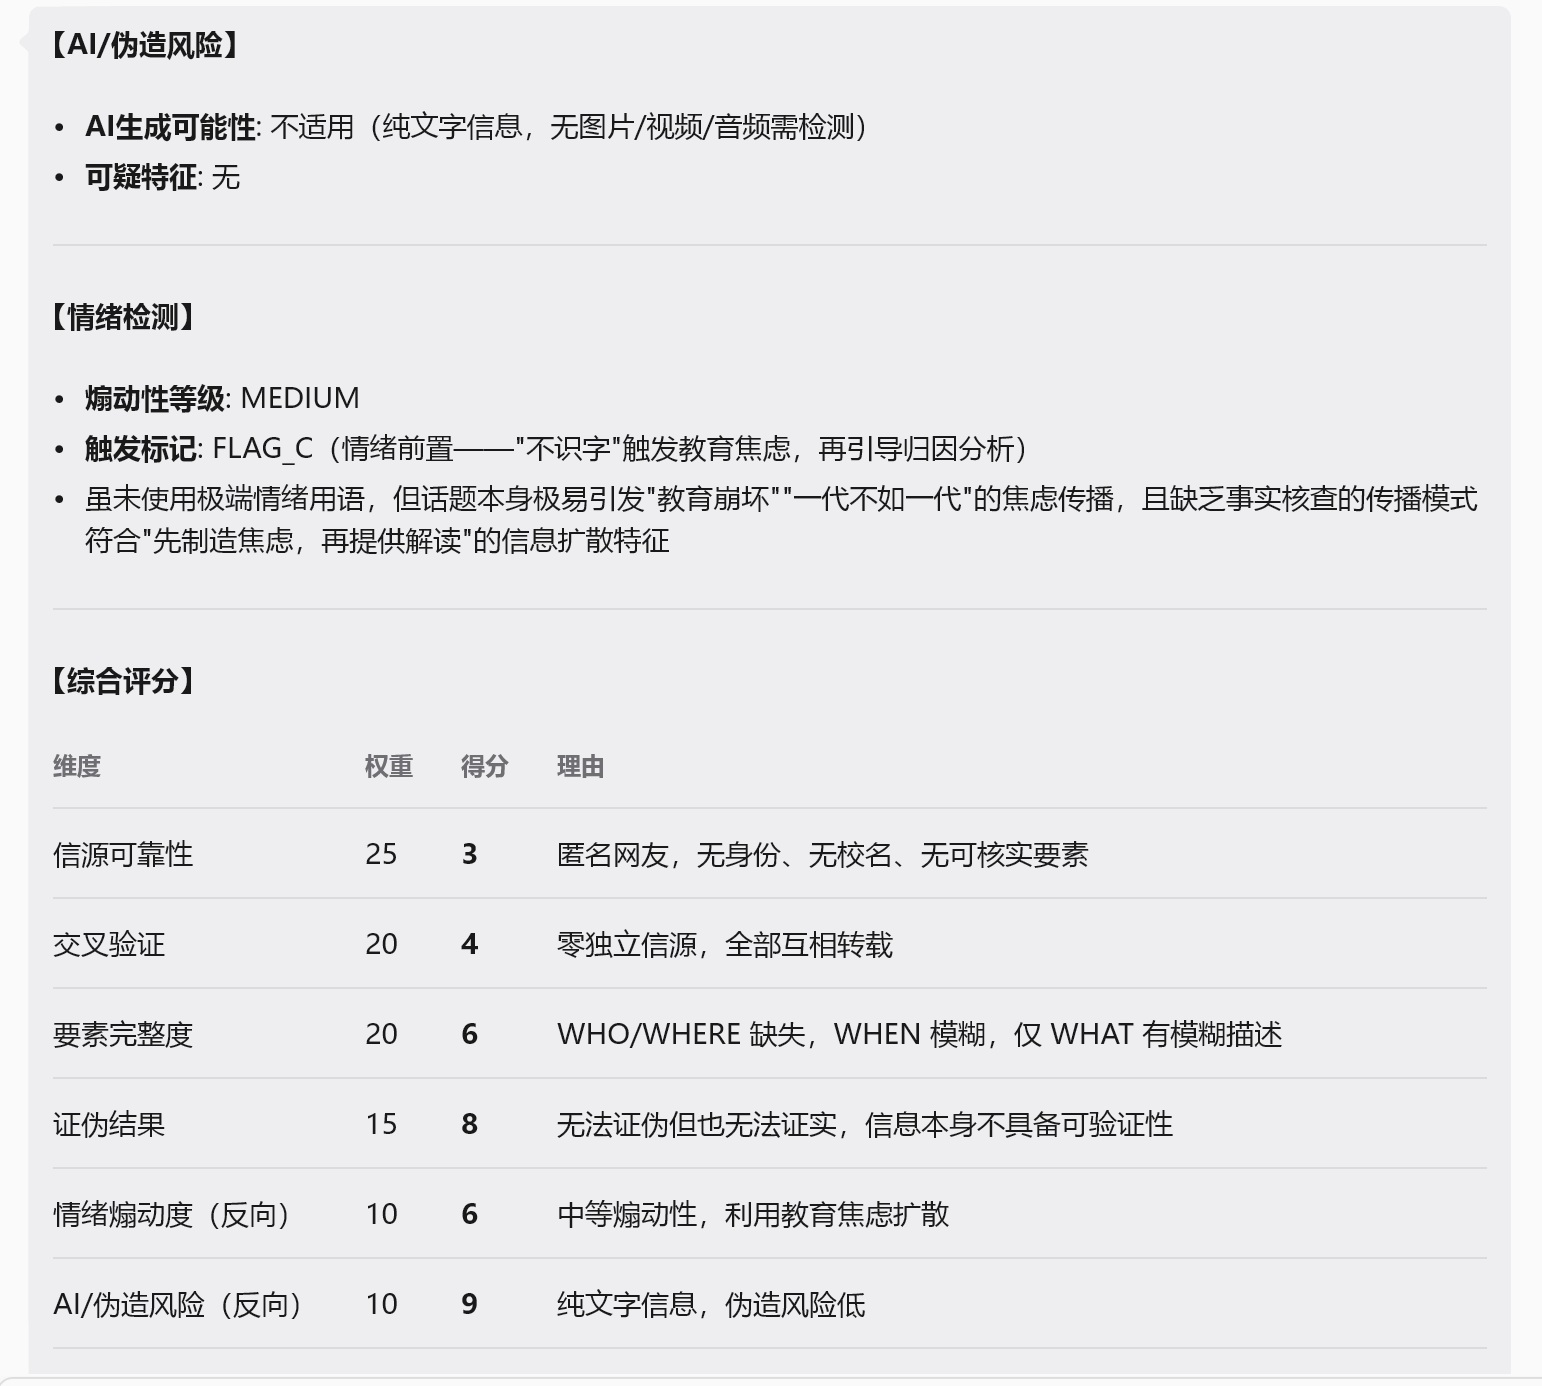 【AI/伪造风险】
• AI生成可能性: 不适用（纯文字信息，无图片/视频/音频需检测）
• 可疑特征: 无
【情绪检测】
• 煽动性等级: MEDIUM
• 触发标记: FLAG_C（情绪前置——"不识字"触发教育焦虑，再引导归因分析）
• 虽未使用极端情绪用语，但话题本身极易引发"教育崩坏""一代不如一代"的焦虑传播，且缺乏事实核查的传播模式
符合"先制造焦虑，再提供解读"的信息扩散特征
【综合评分】
维度 权重 得分 理由
信源可靠性 25 3 匿名网友，无身份、无校名、无可核实要素
交叉验证 20 4 零独立信源，全部互相转载
要素完整度 20 6 WHO/WHERE 缺失，WHEN 模糊，仅 WHAT 有模糊描述
证伪结果 15 8 无法证伪但也无法证实，信息本身不具备可验证性
情绪煽动度（反向） 10 6 中等煽动性，利用教育焦虑扩散
AI/伪造风险（反向） 10 9 纯文字信息，伪造风险低